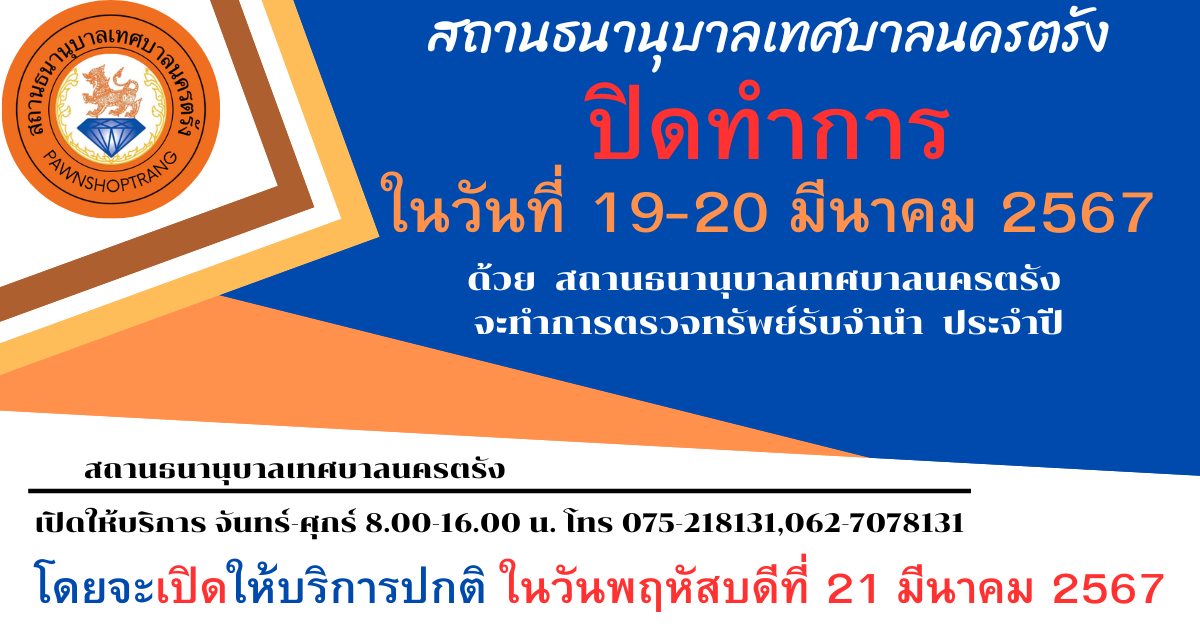 สถานธนานุบาลเทศบาลนครตรัง
PAWNSHOPTRANG
สถานธนานุบาลเทศบาลนครตรัง
ปิดทำการ
ในวันที่ 19-20 มีนาคม 2567
ด้วย สถานธนานุบาลเทศบาลนครตรัง
จะทำการตรวจทรัพย์รับจำนำ ประจำปี
สถานธนานุบาลเทศบาลนครตรัง
เปิดให้บริการ จันทร์-ศุกร์ 8.00-16.00 น. โทร 075-218131,062-7078131
โดยจะเปิดให้บริการปกติ ในวันพฤหัสบดีที่ 21 มีนาคม 2567